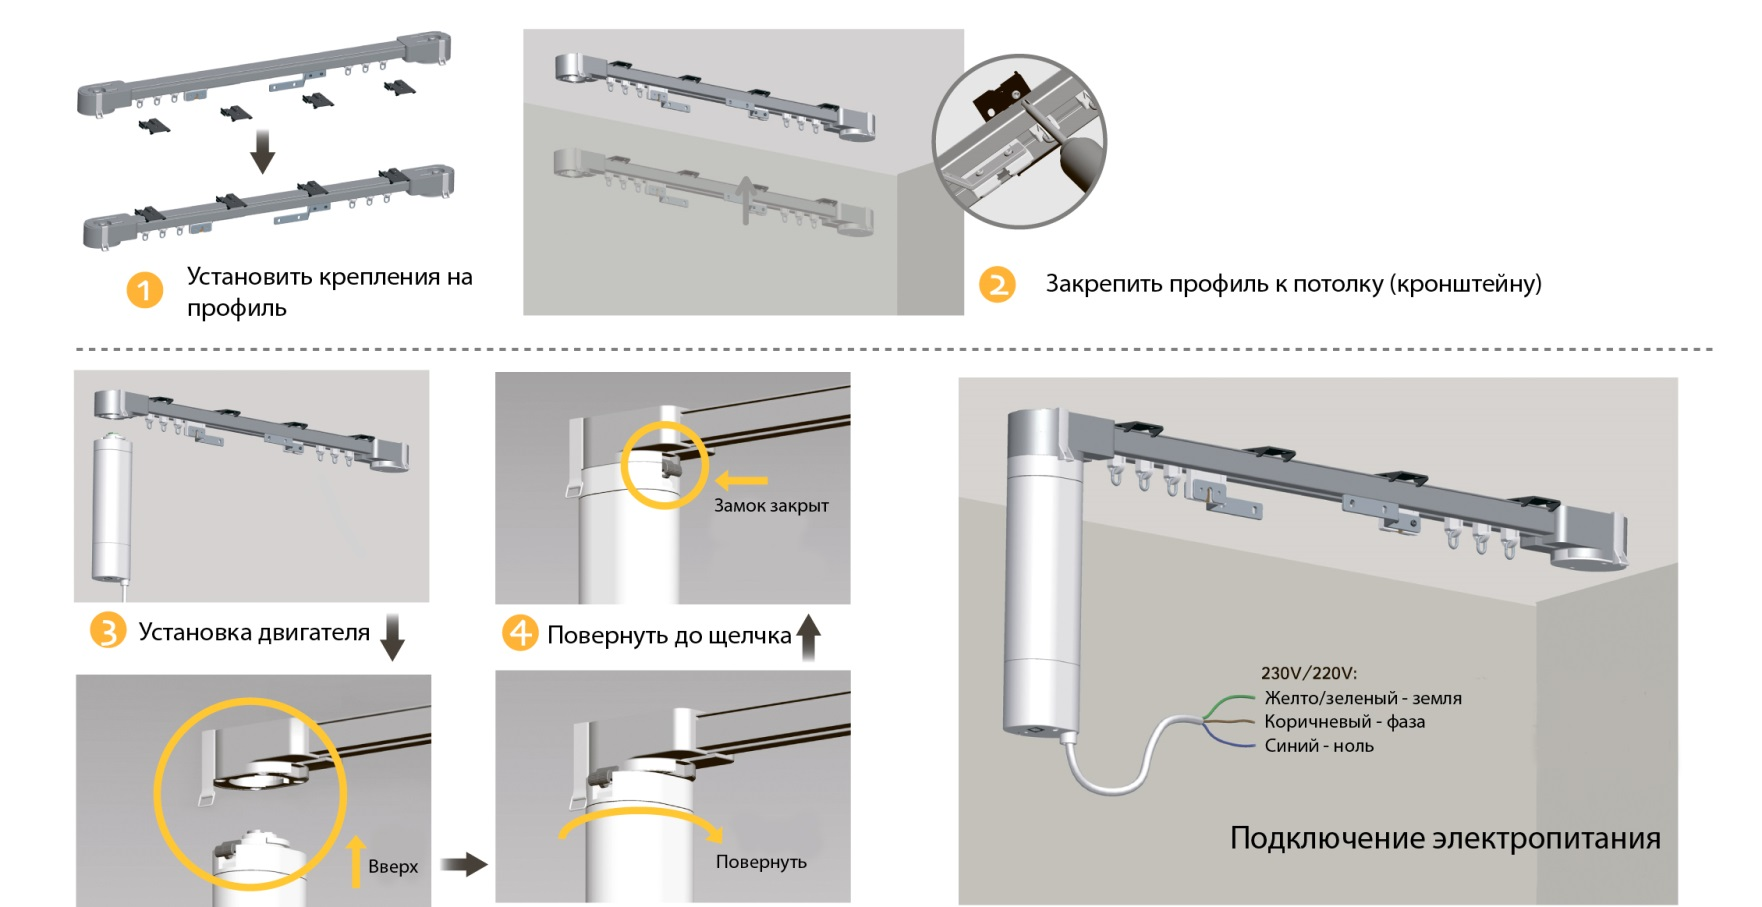 1 Установить крепления на
профиль
2 Закрепить профиль к потолку (кронштейну)
3 Установка двигателя
4 Повернуть до щелчка
Замок закрыт
Вверх
Повернуть
230V/220V:
Желто/зеленый - земля
Коричневый - фаза
Синий - ноль
Подключение электропитания